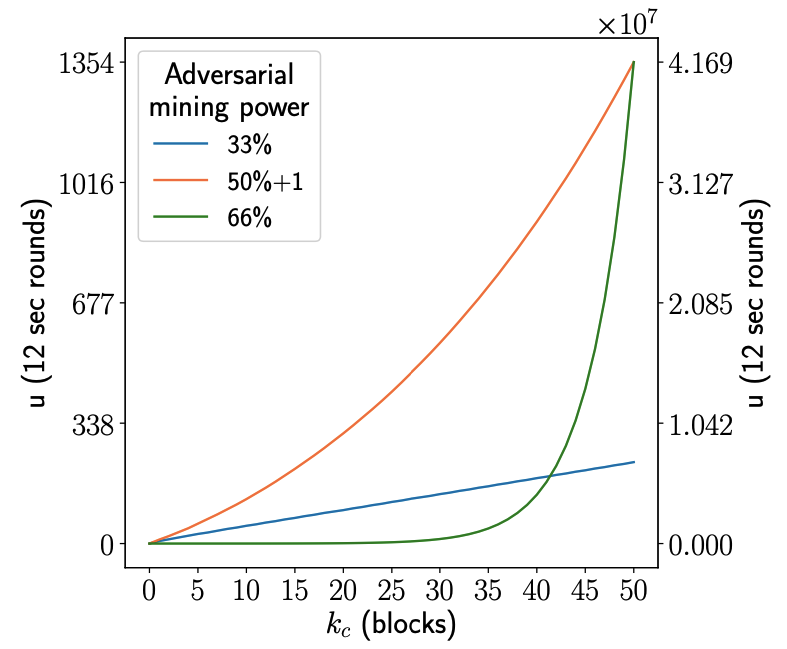 ×10⁷
1354
1016
677
338
0
u (12 sec rounds)
Adversarial
mining power
33%
50%+1
66%
4.169
3.127
2.085
1.042
0.000
u (12 sec rounds)
0 5 10 15 20 25 30 35 40 45 50
k_c (blocks)